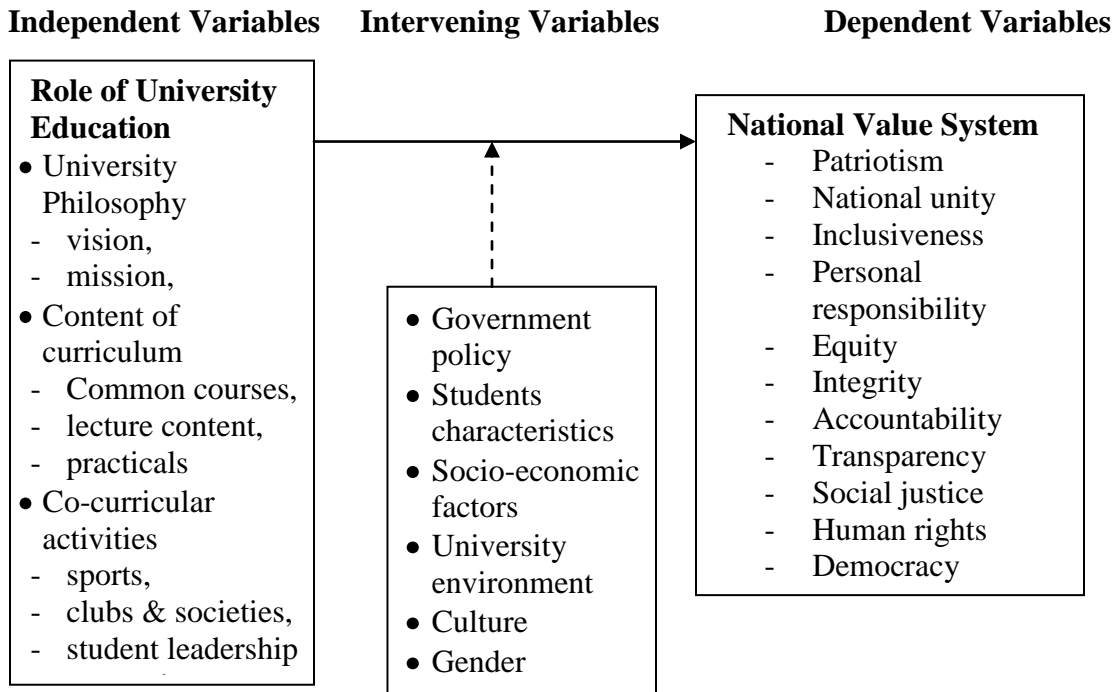 Independent Variables Intervening Variables Dependent Variables
Role of University
Education
• University
Philosophy
- vision,
- mission,
• Content of
curriculum
- Common courses,
- lecture content,
- practicals
• Co-curricular
activities
- sports,
- clubs & societies,
- student leadership
• Government
policy
• Students
characteristics
• Socio-economic
factors
• University
environment
• Culture
• Gender
National Value System
- Patriotism
- National unity
- Inclusiveness
- Personal
responsibility
- Equity
- Integrity
- Accountability
- Transparency
- Social justice
- Human rights
- Democracy